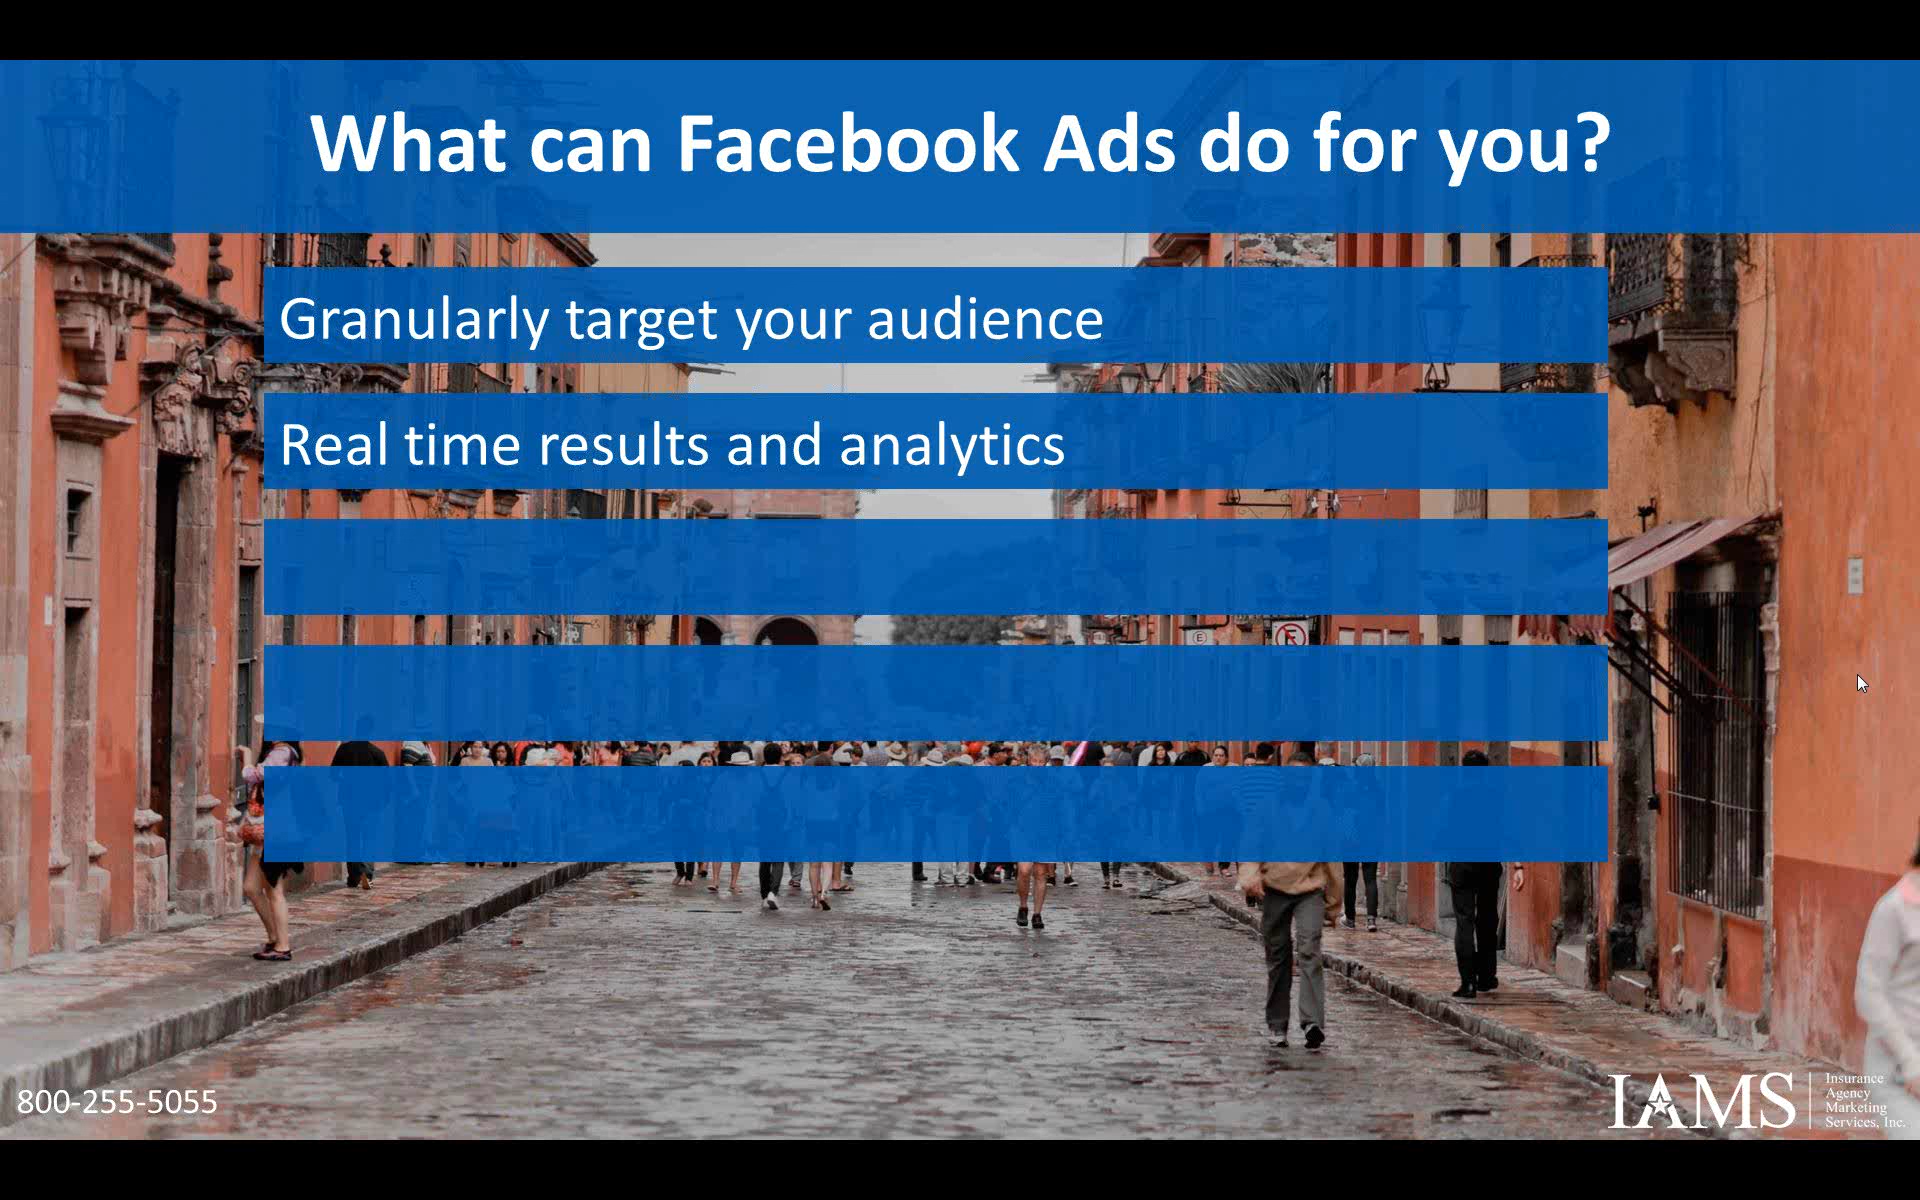 What can Facebook Ads do for you?
Granularly target your audience
Real time results and analytics
E
E
800-255-5055
IAMS
Insurance
Agency
Marketing
Services, Inc.